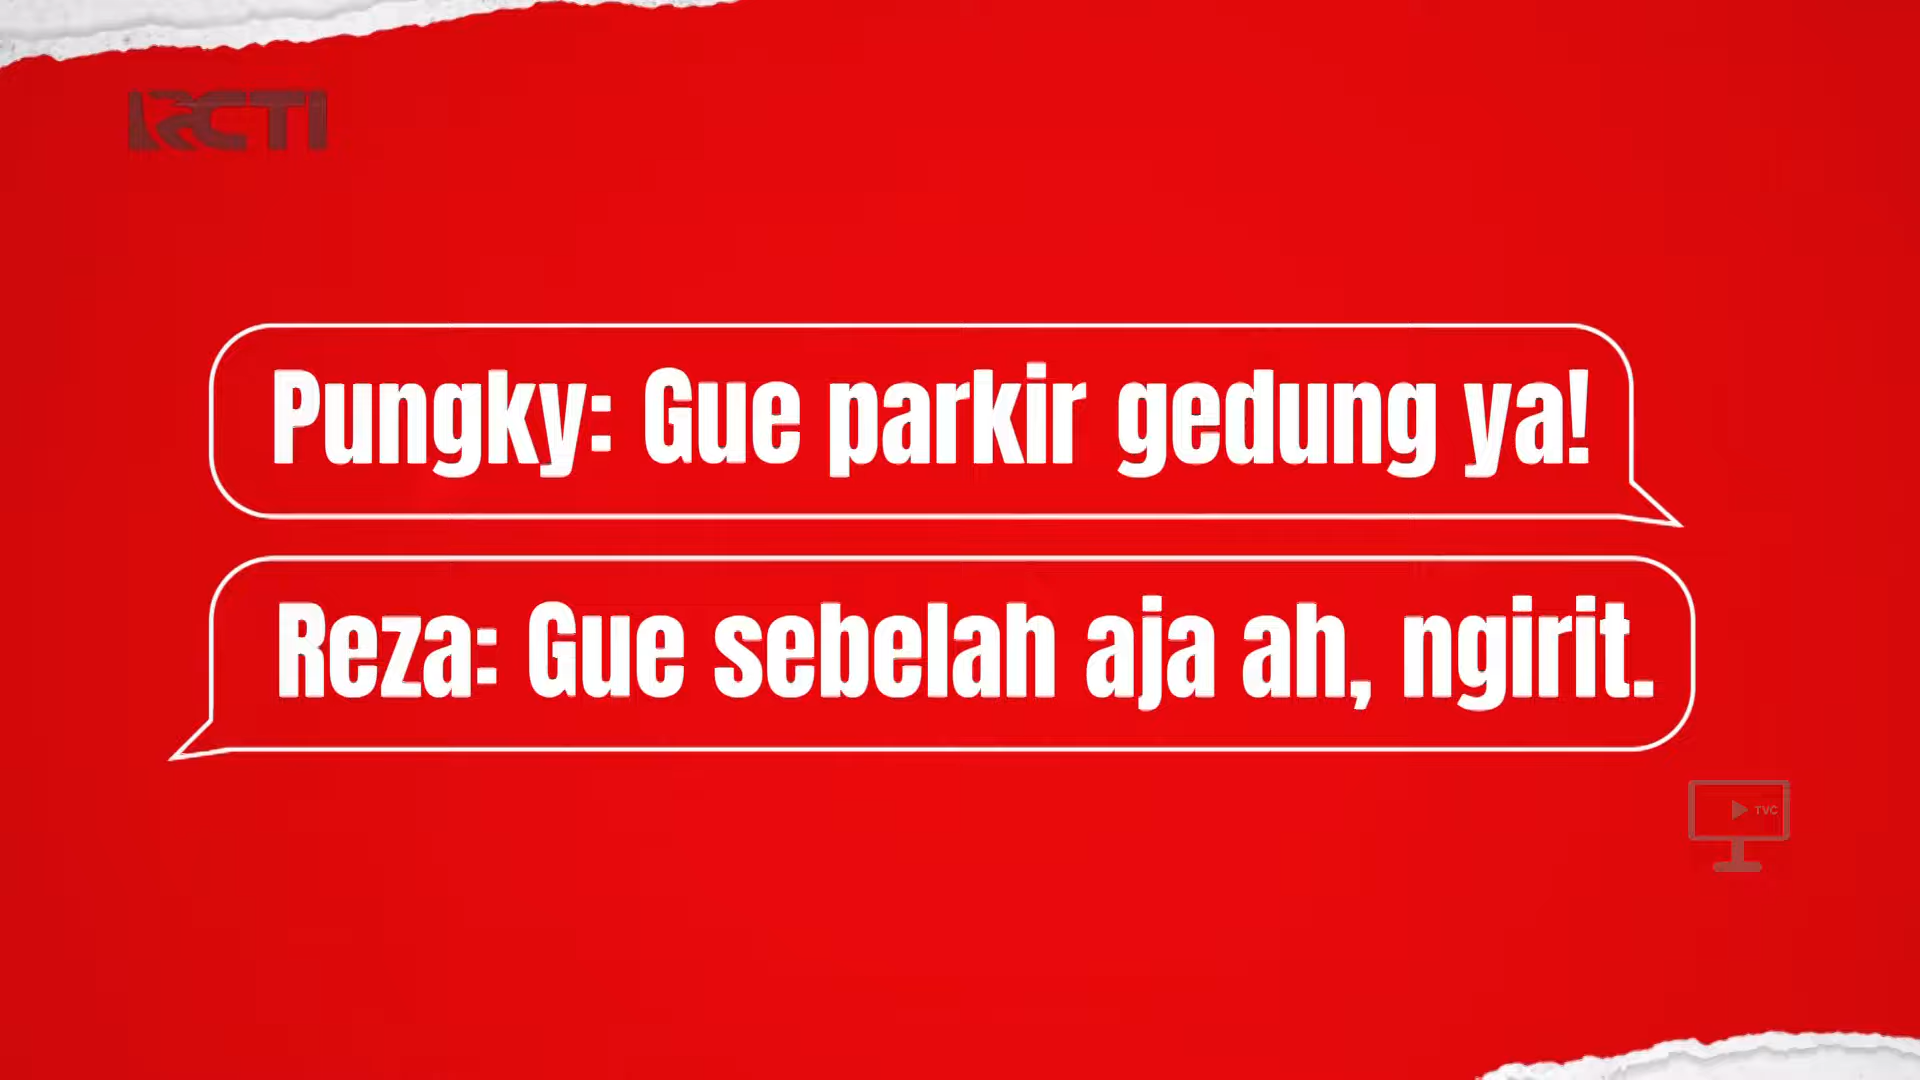 RCTI
Pungky: Gue parkir gedung ya!
Reza: Gue sebelah aja ah, ngirit.
TVC